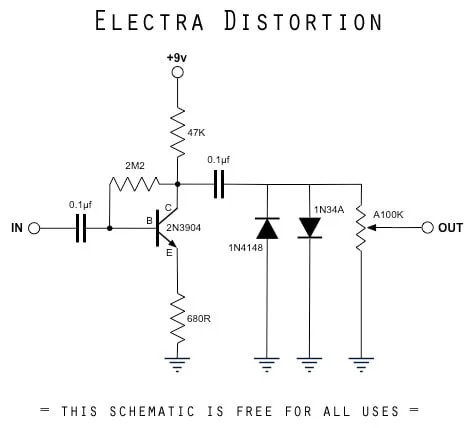 ELECTRA DISTORTION
+9v
47K
2M2
0.1µf
0.1µf
C
1N34A
A100K
B
2N3904
IN
OUT
1N4148
E
680R
= THIS SCHEMATIC IS FREE FOR ALL USES =